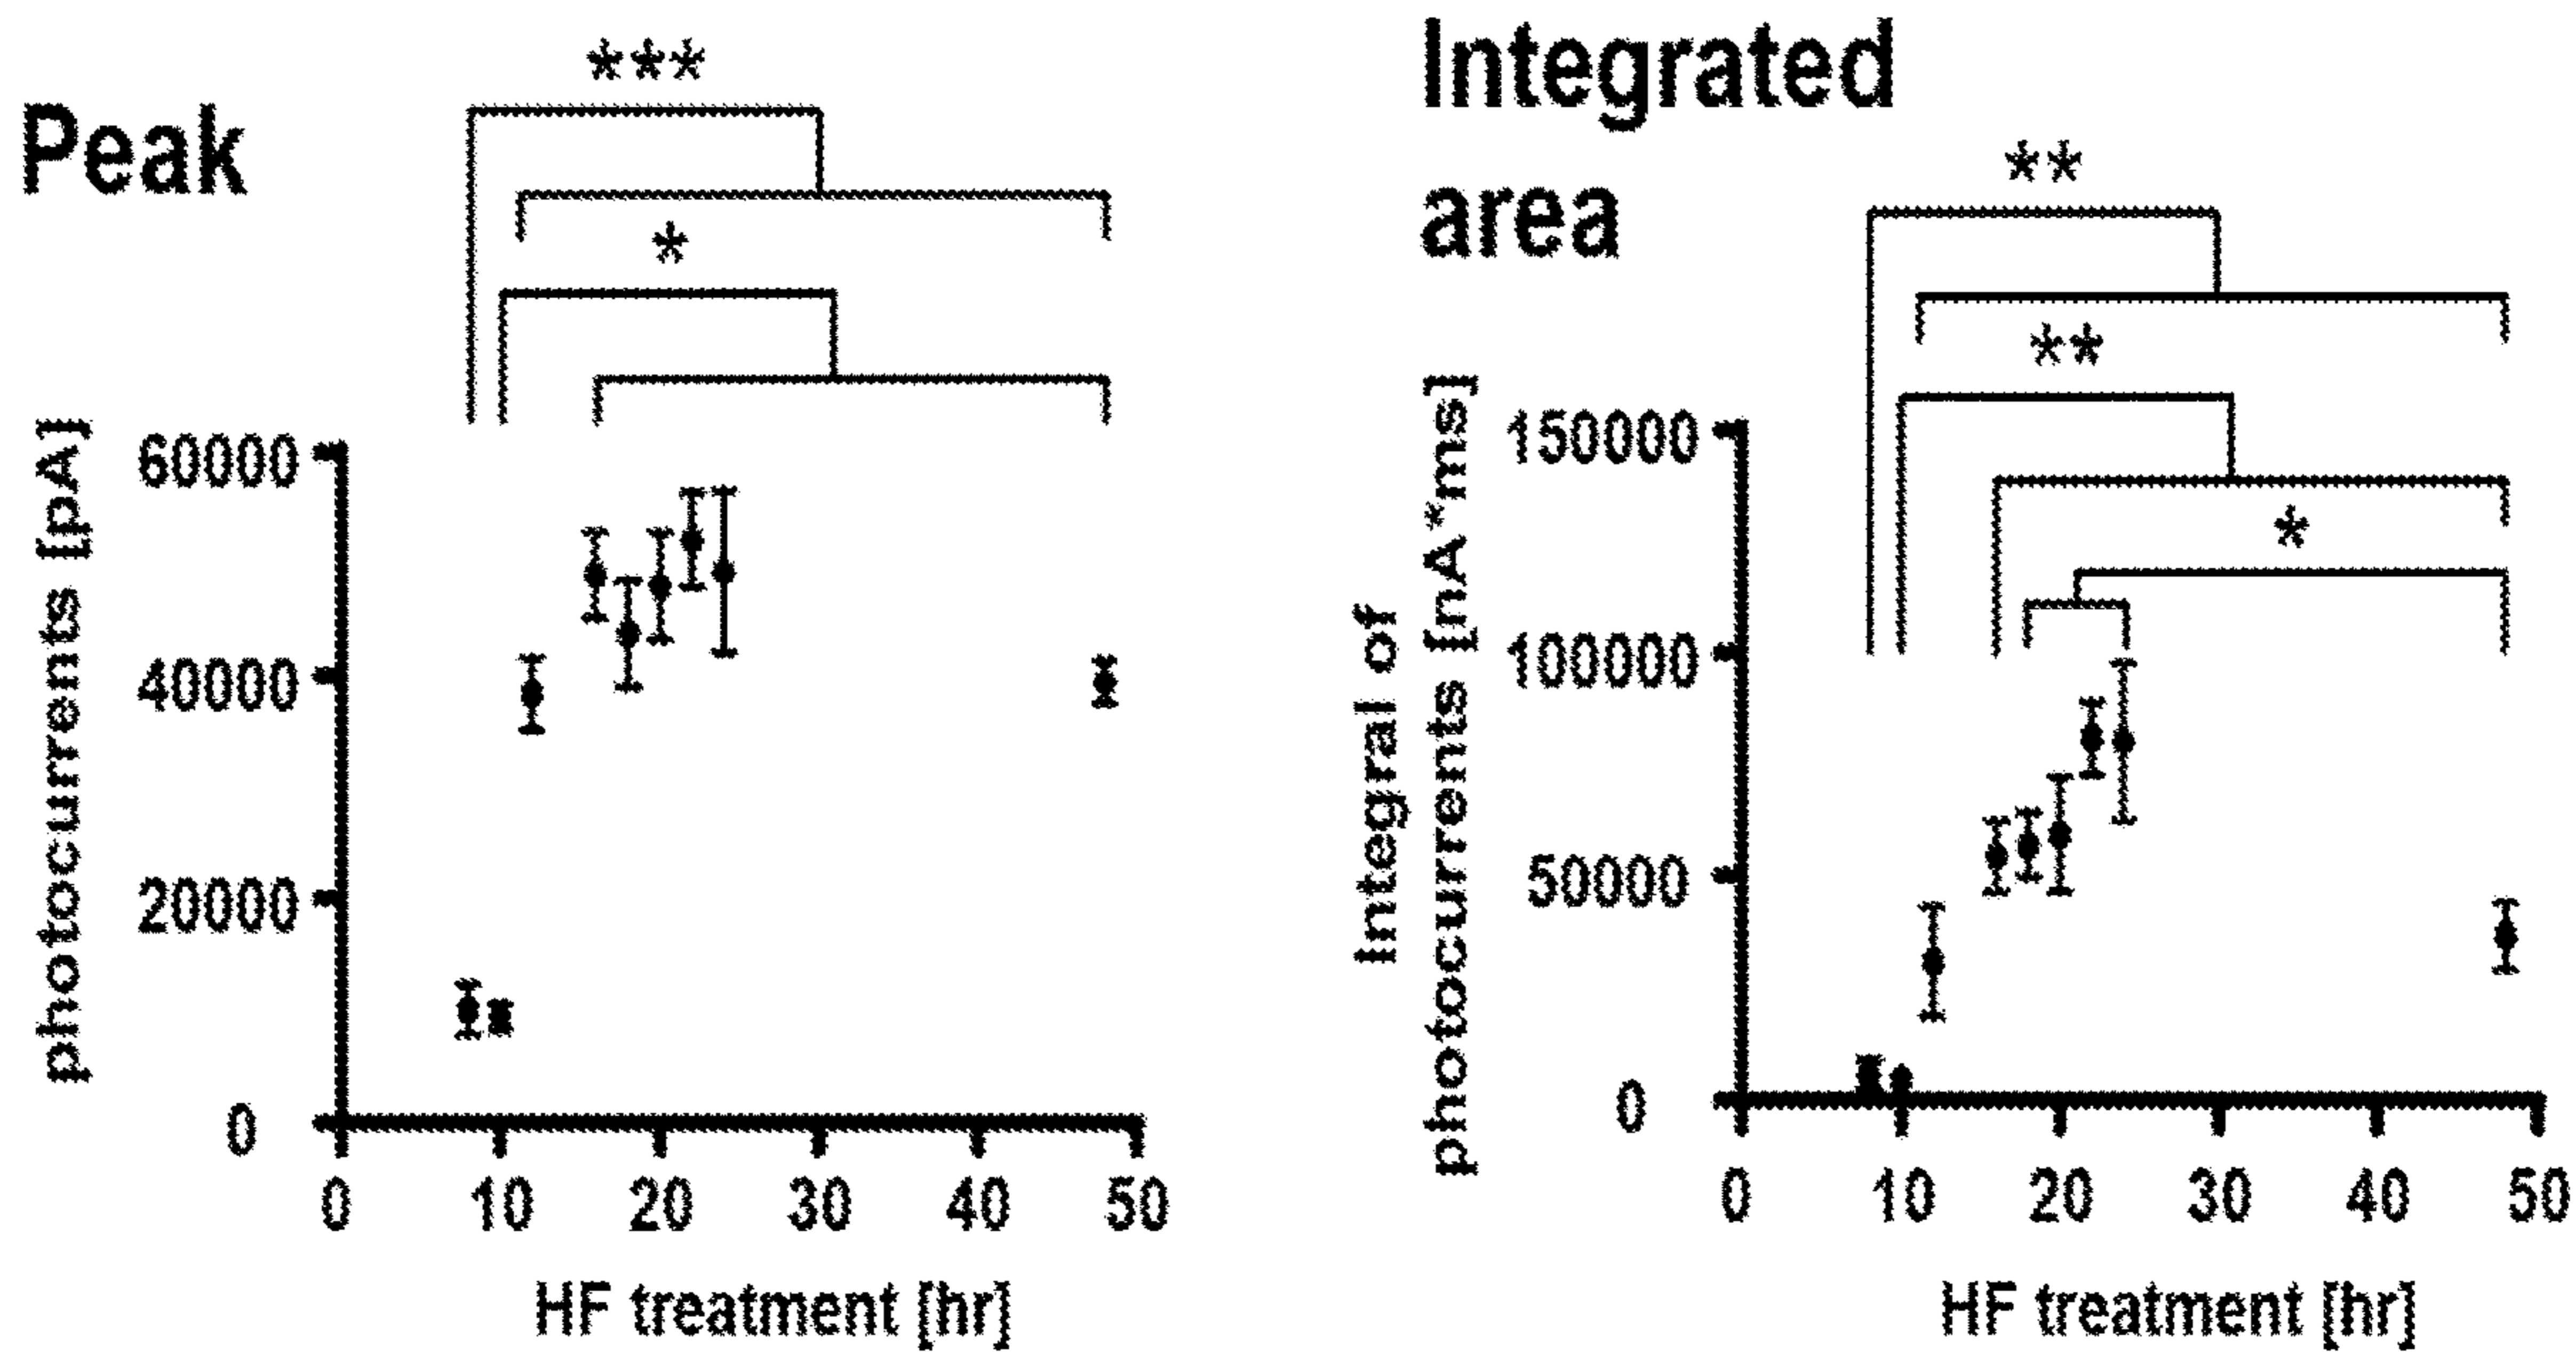 Peak
***
*
photocurrents [pA]
60000
40000
20000
0
0 10 20 30 40 50
HF treatment [hr]
Integrated
area
**
**
*
Integral of
photocurrents [nA*ms]
150000
100000
50000
0
0 10 20 30 40 50
HF treatment [hr]